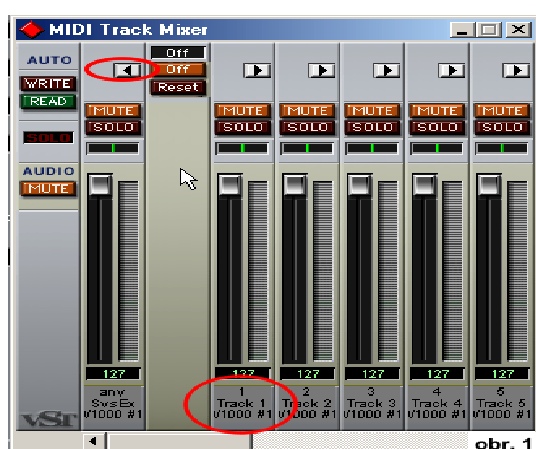 MIDI Track Mixer
AUTO
WRITE
READ
SOLO
AUDIO
MUTE
vst
MUTE
SOLO
127
any
SysEx
V1000 #1
Off
Off
Reset
MUTE
SOLO
127
1
Track 1
V1000 #1
MUTE
SOLO
127
2
Track 2
V1000 #1
MUTE
SOLO
127
3
Track 3
V1000 #1
MUTE
SOLO
127
4
Track 4
V1000 #1
MUTE
SOLO
127
5
Track 5
V1000 #1
obr. 1